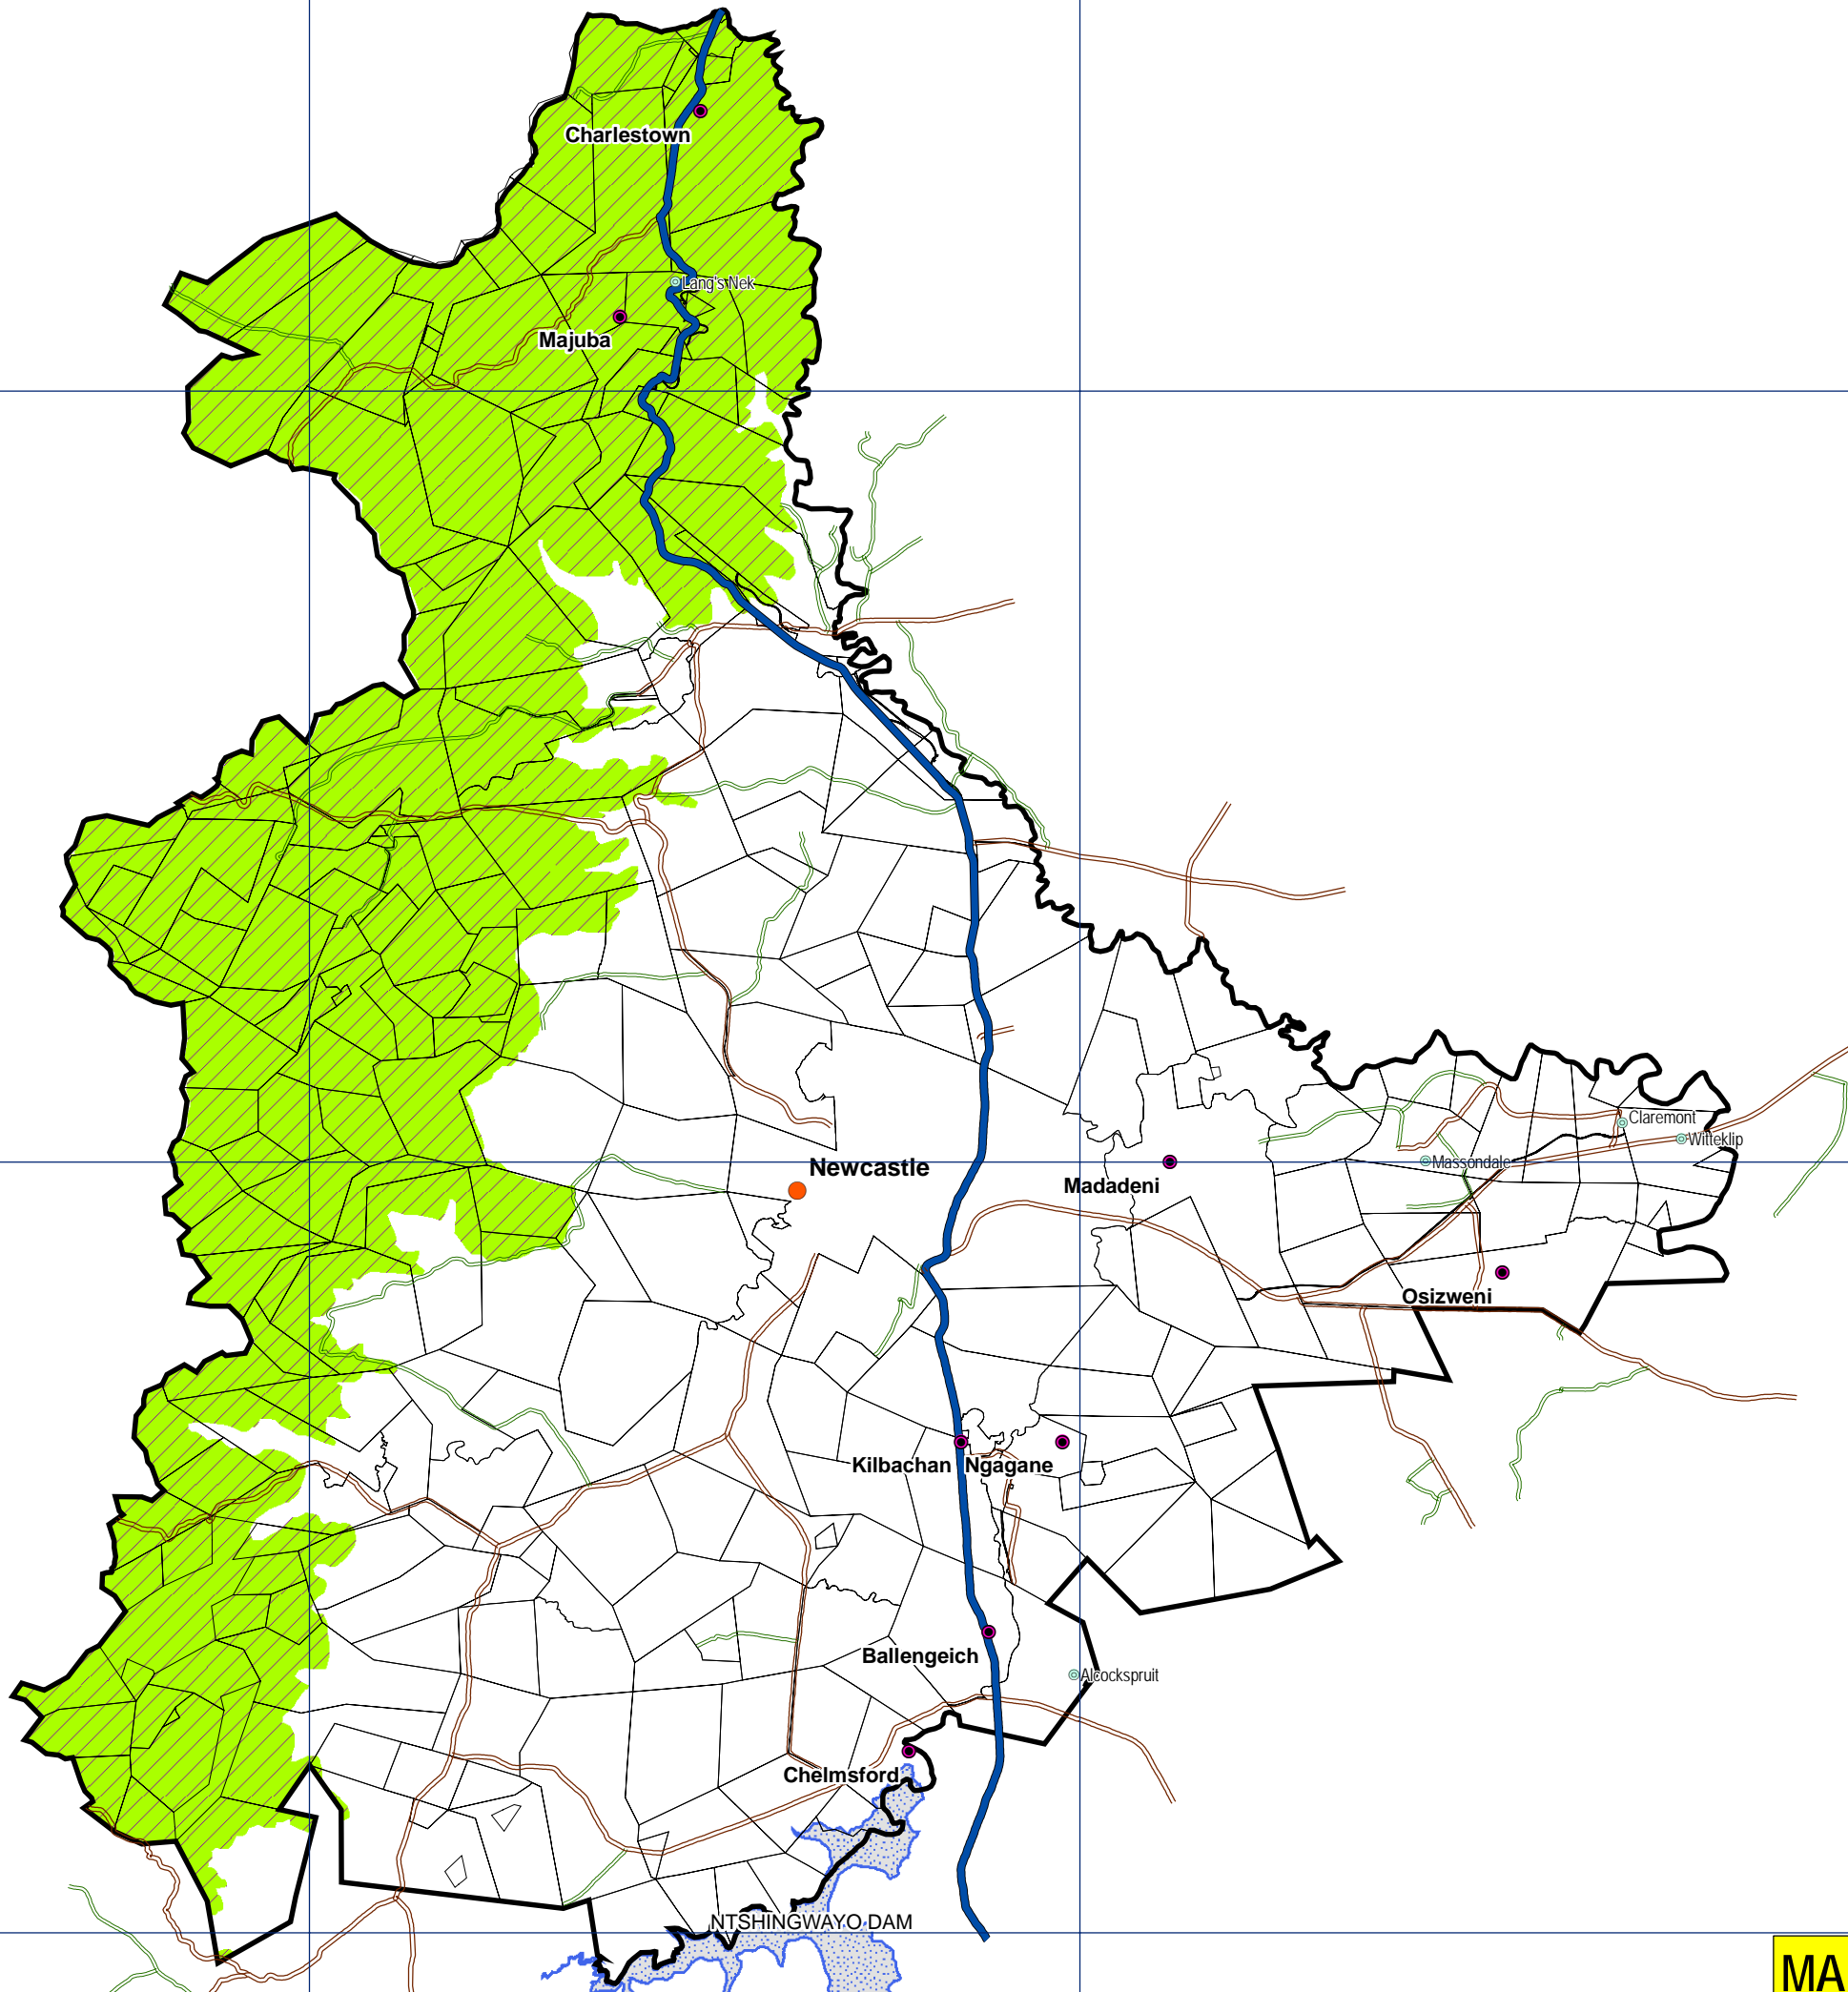 Charlestown
Lang's Nek
Majuba
Claremont
Witteklip
Massondale
Newcastle
Madadeni
Osizweni
Kilbachan
Ngagane
Ballengeich
Alcockspruit
Chelmsford
NTSHINGWAYO DAM
MA